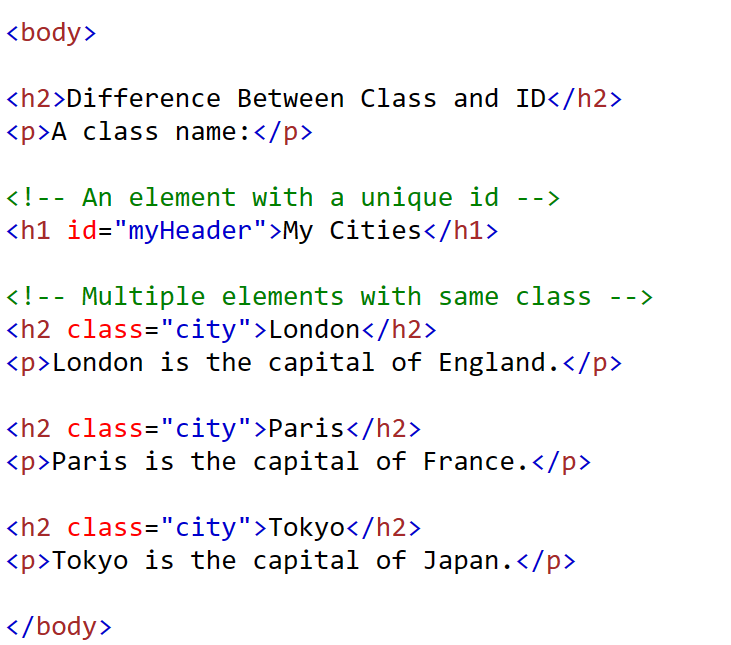 <body>
<h2>Difference Between Class and ID</h2>
<p>A class name:</p>
<!-- An element with a unique id -->
<h1 id="myHeader">My Cities</h1>
<!-- Multiple elements with same class -->
<h2 class="city">London</h2>
<p>London is the capital of England.</p>
<h2 class="city">Paris</h2>
<p>Paris is the capital of France.</p>
<h2 class="city">Tokyo</h2>
<p>Tokyo is the capital of Japan.</p>
</body>